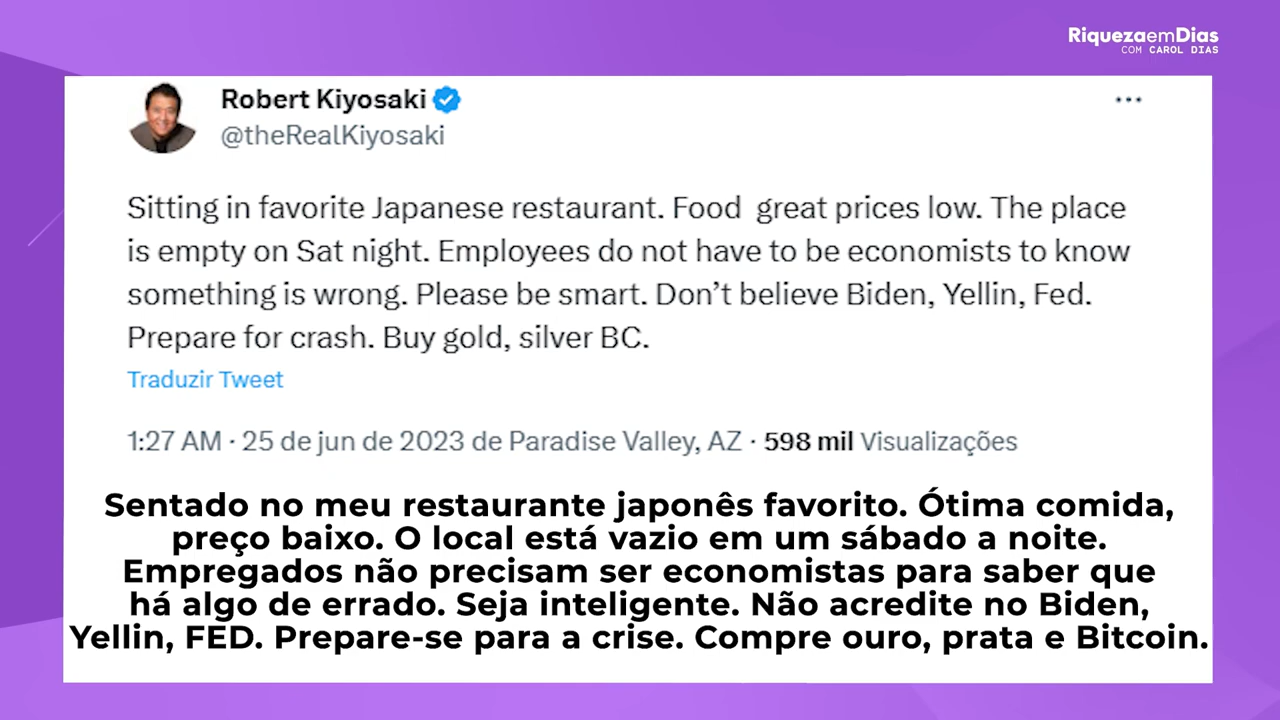 RiquezaemDias
COM CAROL DIAS
Robert Kiyosaki
@theRealKiyosaki
Sitting in favorite Japanese restaurant. Food  great prices low. The place
is empty on Sat night. Employees do not have to be economists to know
something is wrong. Please be smart. Don’t believe Biden, Yellin, Fed.
Prepare for crash. Buy gold, silver BC.
Traduzir Tweet
1:27 AM · 25 de jun de 2023 de Paradise Valley, AZ · 598 mil Visualizações
Sentado no meu restaurante japonês favorito. Ótima comida,
preço baixo. O local está vazio em um sábado a noite.
Empregados não precisam ser economistas para saber que
há algo de errado. Seja inteligente. Não acredite no Biden,
Yellin, FED. Prepare-se para a crise. Compre ouro, prata e Bitcoin.